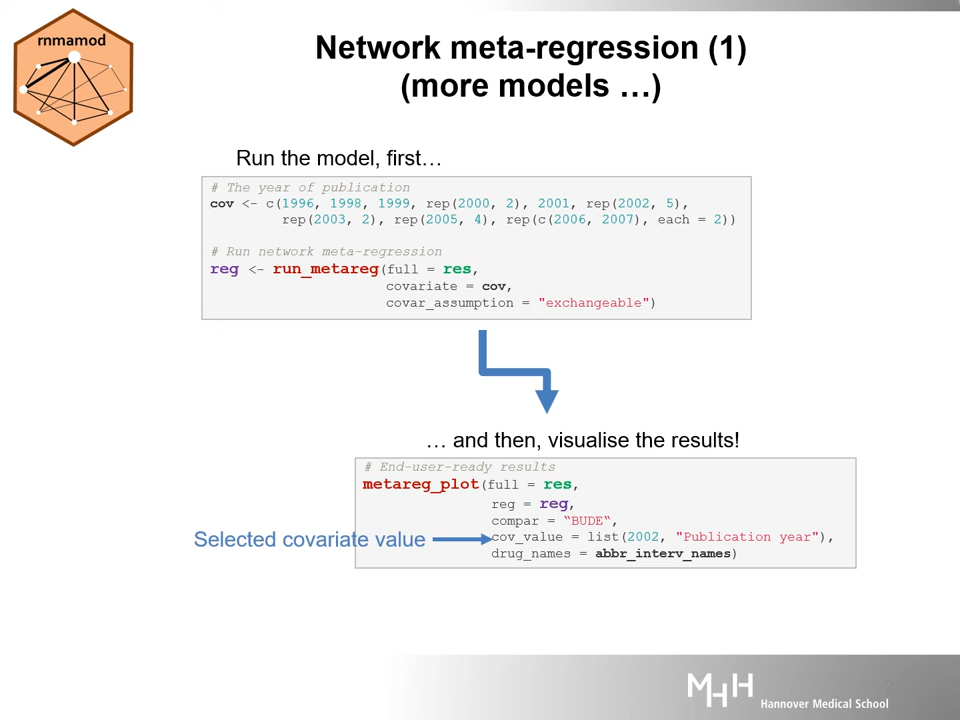 rnmamod
Network meta-regression (1)
(more models …)
Run the model, first…
# The year of publication
cov <- c(1996, 1998, 1999, rep(2000, 2), 2001, rep(2002, 5),
rep(2003, 2), rep(2005, 4), rep(c(2006, 2007), each = 2))
# Run network meta-regression
reg <- run_metareg(full = res,
covariate = cov,
covar_assumption = "exchangeable")
… and then, visualise the results!
# End-user-ready results
metareg_plot(full = res,
reg = reg,
compar = “BUDE“,
Selected covariate value
cov_value = list(2002, "Publication year"),
drug_names = abbr_interv_names)
MHH
Hannover Medical School